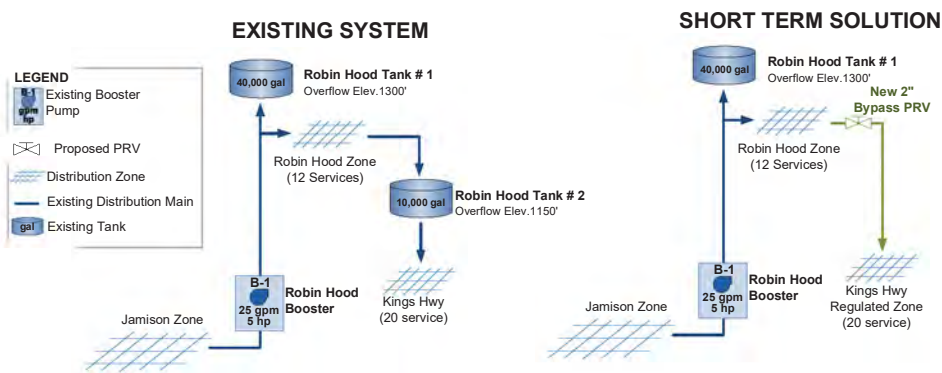 EXISTING SYSTEM
SHORT TERM SOLUTION
LEGEND
B-1
gpm
hp
Existing Booster
Pump
Proposed PRV
Distribution Zone
Existing Distribution Main
gal
Existing Tank
40,000 gal
Robin Hood Tank # 1
Overflow Elev.1300'
Robin Hood Zone
(12 Services)
10,000 gal
Robin Hood Tank # 2
Overflow Elev.1150'
B-1
25 gpm
5 hp
Robin Hood
Booster
Kings Hwy
(20 service)
Jamison Zone
40,000 gal
Robin Hood Tank # 1
Overflow Elev.1300'
New 2"
Bypass PRV
Robin Hood Zone
(12 Services)
B-1
25 gpm
5 hp
Robin Hood
Booster
Kings Hwy
Regulated Zone
(20 service)
Jamison Zone